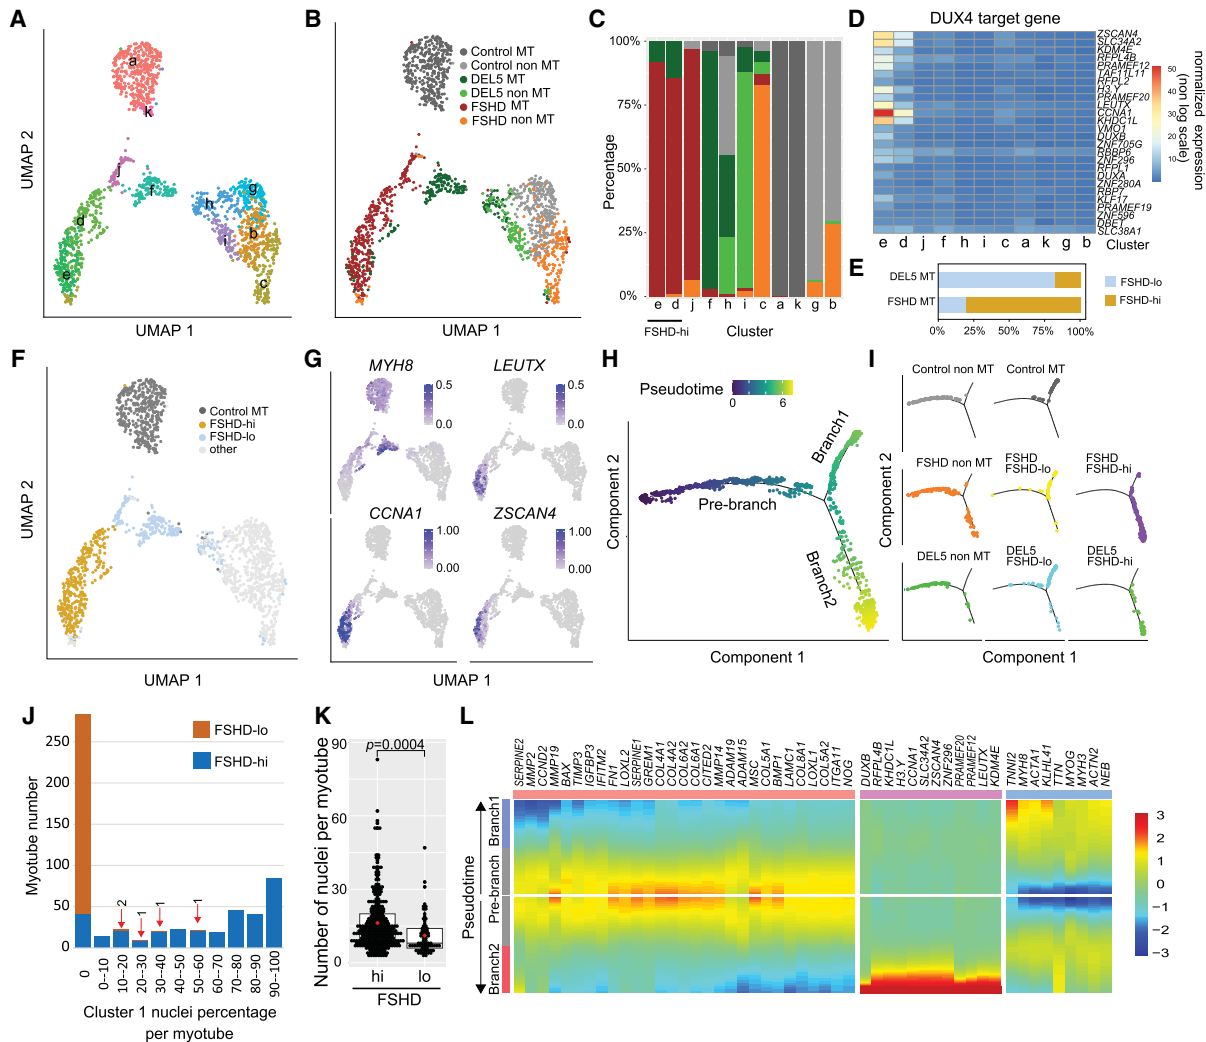 A
UMAP 2
UMAP 1
a
k
j
f
d
e
h
g
b
i
c
B
Control MT
Control non MT
DEL5 MT
DEL5 non MT
FSHD MT
FSHD non MT
UMAP 1
C
Percentage
100%
75%
50%
25%
0%
e d j f h i c a k g b
FSHD-hi
Cluster
D
DUX4 target gene
ZSCAN4
SLC34A2
KDM4E
RFPL4B
PRAMEF12
TAF11L11
RFPL2
H3.Y
PRAMEF20
LEUTX
CCNA1
KHDC1L
VMO1
DUXB
ZNF705G
RBBP6
ZNF296
RFPL1
DUXA
ZNF280A
RBP7
KLF17
PRAMEF19
ZNF596
DBET
SLC38A1
e d j f h i c a k g b
Cluster
50
40
30
20
10
normalized expression
(non log scale)
E
DEL5 MT
FSHD MT
0% 25% 50% 75% 100%
FSHD-lo
FSHD-hi
F
UMAP 2
UMAP 1
Control MT
FSHD-hi
FSHD-lo
other
G
MYH8
0.5
0.0
LEUTX
0.5
0.0
CCNA1
1.00
0.00
ZSCAN4
1.00
0.00
UMAP 1
H
Pseudotime
0 6
Component 2
Pre-branch
Branch1
Branch2
Component 1
I
Component 2
Control non MT
Control MT
FSHD non MT
FSHD
FSHD-lo
FSHD
FSHD-hi
DEL5 non MT
DEL5
FSHD-lo
DEL5
FSHD-hi
Component 1
J
Myotube number
250
200
150
100
50
0
FSHD-lo
FSHD-hi
2
1
1
1
0
0--10
10--20
20--30
30--40
40--50
50--60
60--70
70--80
80--90
90--100
Cluster 1 nuclei percentage
per myotube
K
Number of nuclei per myotube
90
60
30
0
p=0.0004
hi lo
FSHD
L
SERPINE2
MMP2
CCND2
MMP19
BAX
TIMP3
IGFBP3
IFITM2
FN1
LOXL2
SERPINE1
GREM1
COL4A1
COL4A2
COL6A2
COL6A1
CITED2
MMP14
ADAM19
ADAM15
MSC
COL5A1
BMP1
LAMC1
COL8A1
LOXL1
COL5A2
ITGA11
NOG
DUXB
RFPL4B
KHDC1L
H3.Y
CCNA1
SLC34A2
ZSCAN4
ZNF296
PRAMEF20
PRAMEF12
LEUTX
KDM4E
TNNI2
MYH8
ACTA1
KLHL41
TTN
MYOG
MYH3
ACTN2
NEB
Pseudotime
Branch1
Pre-branch
Branch2
3
2
1
0
−1
−2
−3